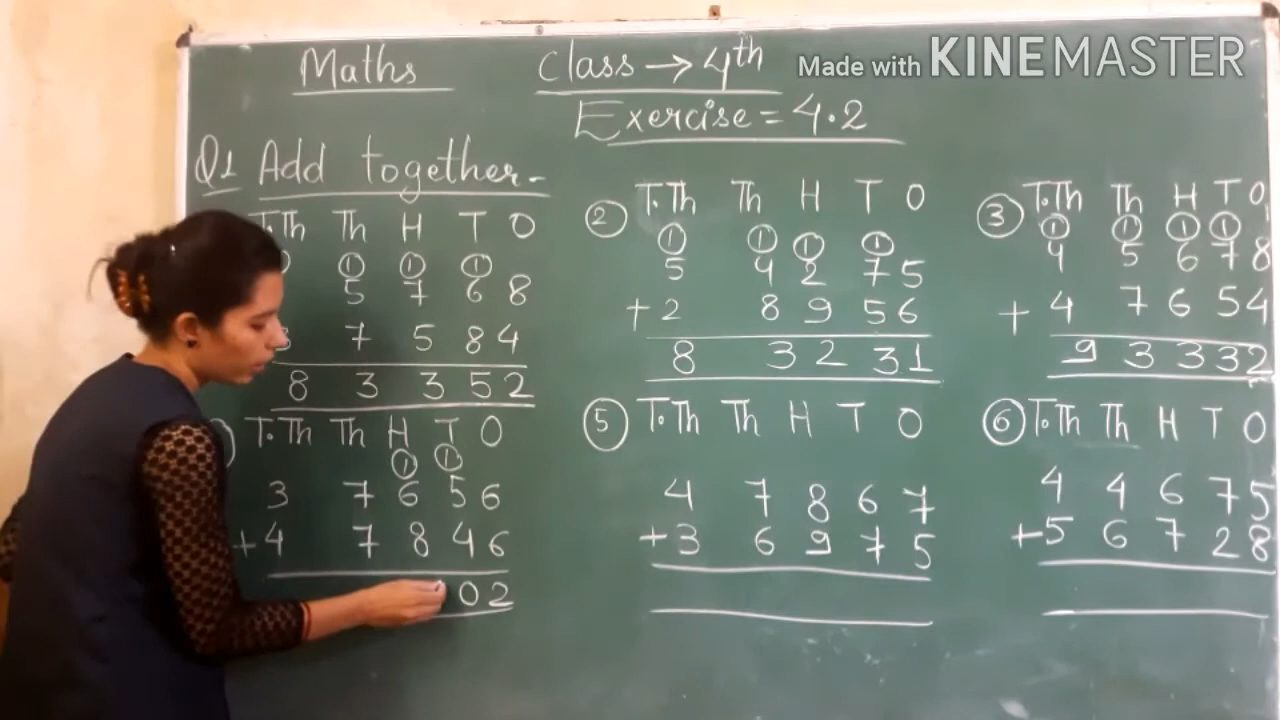 Maths Class → 4th
Made with KINEMASTER
Exercise = 4.2
Q1 Add together-
Th H T O
① ① ①
5 7 6 8
7 5 8 4
8 3 3 5 2
② T.Th Th H T O
① ① ① ①
5 4 2 7 5
+ 2 8 9 5 6
8 3 2 3 1
③ T.Th Th H T O
① ① ① ①
4 5 6 7 8
+ 4 7 6 5 4
9 3 3 3 2
T.Th Th H T O
① ①
3 7 6 5 6
+ 4 7 8 4 6
0 2
⑤ T.Th Th H T O
4 7 8 6 7
+ 3 6 9 7 5
⑥ T.Th Th H T O
4 4 6 7 5
+ 5 6 7 2 8